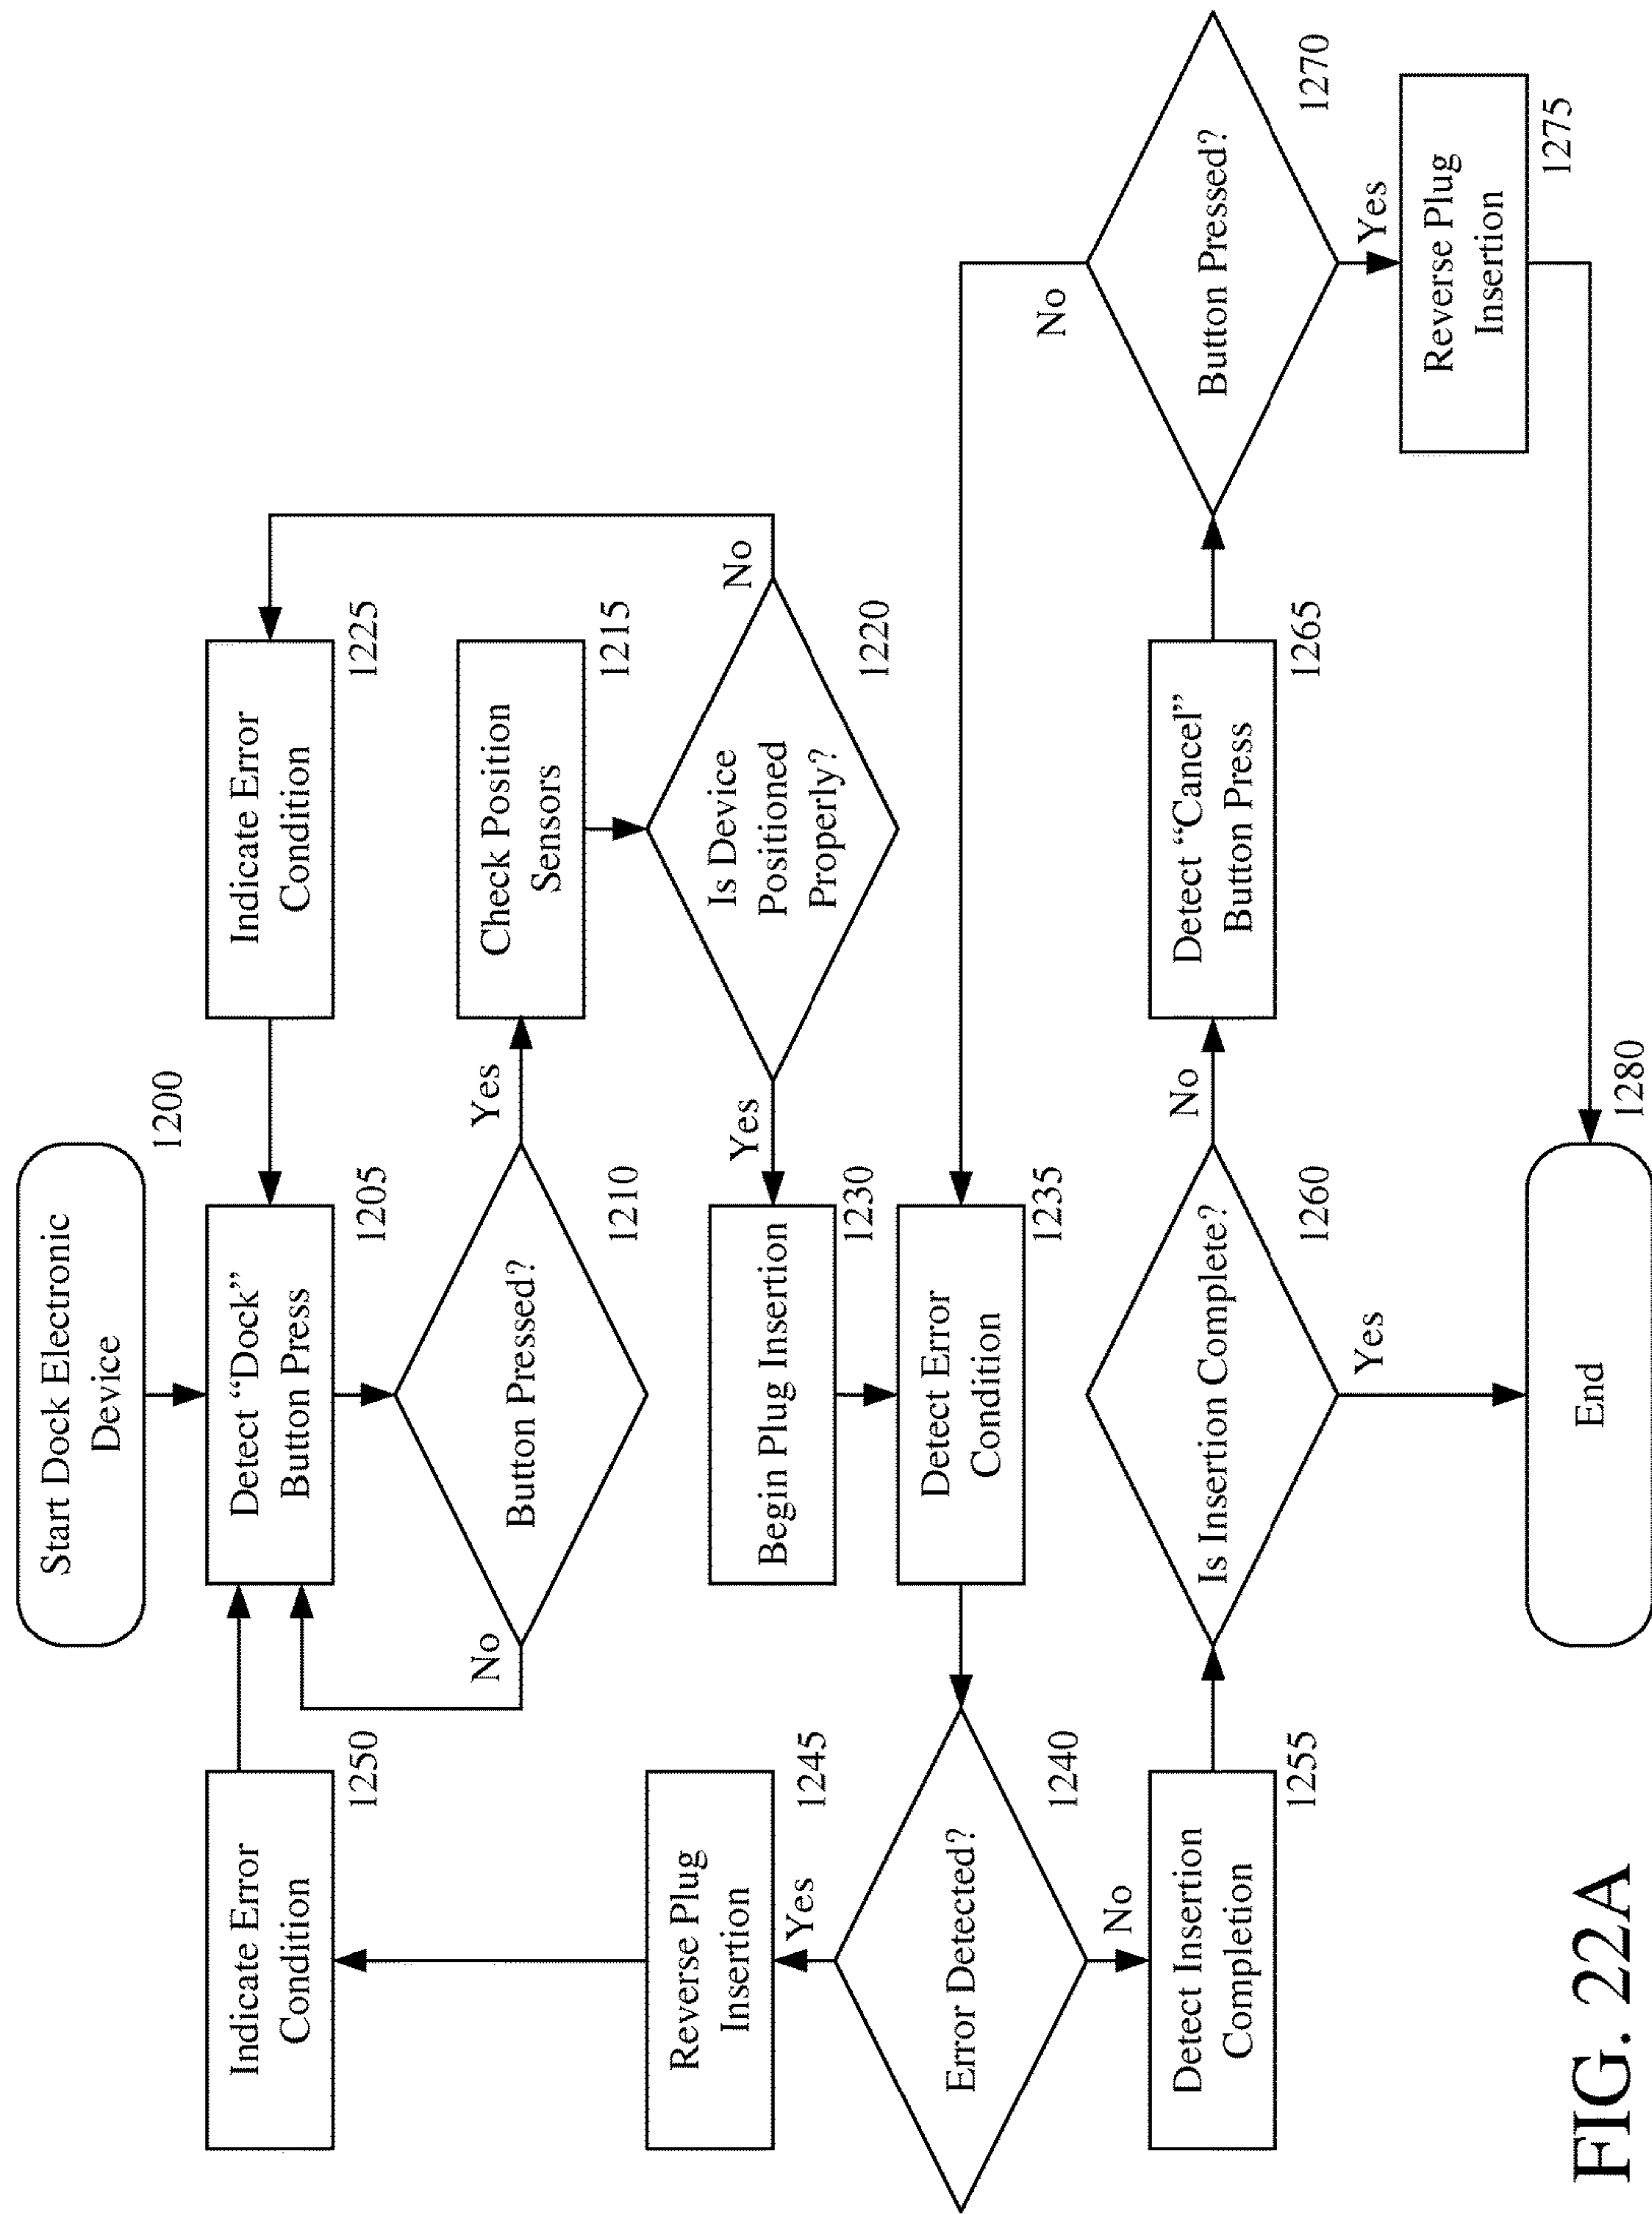 Start Dock Electronic
Device
1200
Indicate Error
Condition
1250
Detect “Dock”
Button Press
1205
Indicate Error
Condition
1225
No
Button Pressed?
1210
Yes
Check Position
Sensors
1215
Reverse Plug
Insertion
1245
Begin Plug Insertion
1230
Yes
Is Device
Positioned
Properly?
1220
No
Yes
Error Detected?
1240
No
Detect Error
Condition
1235
No
Detect Insertion
Completion
1255
Is Insertion Complete?
1260
No
Yes
Detect “Cancel”
Button Press
1265
Button Pressed?
1270
Yes
Reverse Plug
Insertion
1275
End
1280
FIG. 22A